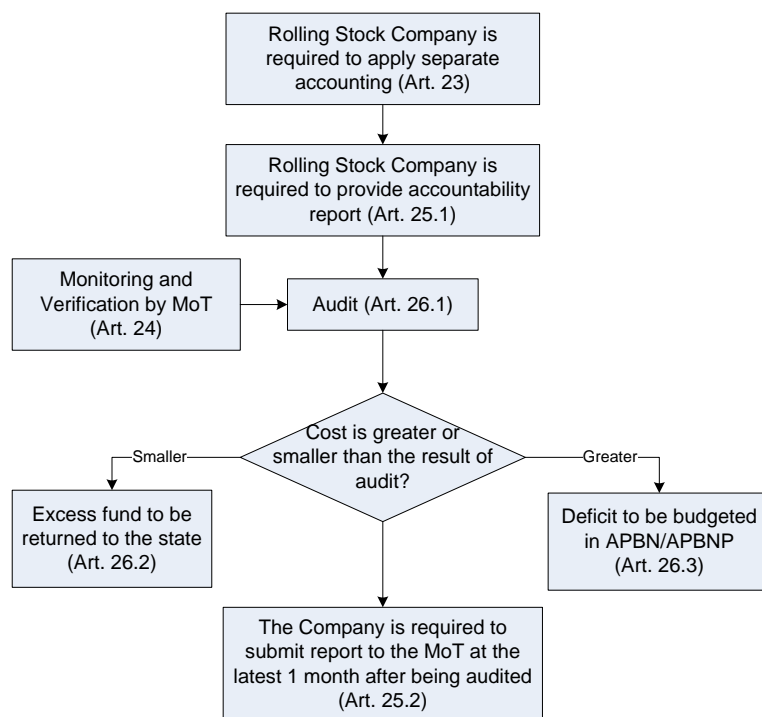 Rolling Stock Company is
required to apply separate
accounting (Art. 23)
Rolling Stock Company is
required to provide accountability
report (Art. 25.1)
Monitoring and
Verification by MoT
(Art. 24)
Audit (Art. 26.1)
Cost is greater or
smaller than the result of
audit?
Smaller
Greater
Excess fund to be
returned to the state
(Art. 26.2)
Deficit to be budgeted
in APBN/APBNP
(Art. 26.3)
The Company is required to
submit report to the MoT at the
latest 1 month after being audited
(Art. 25.2)